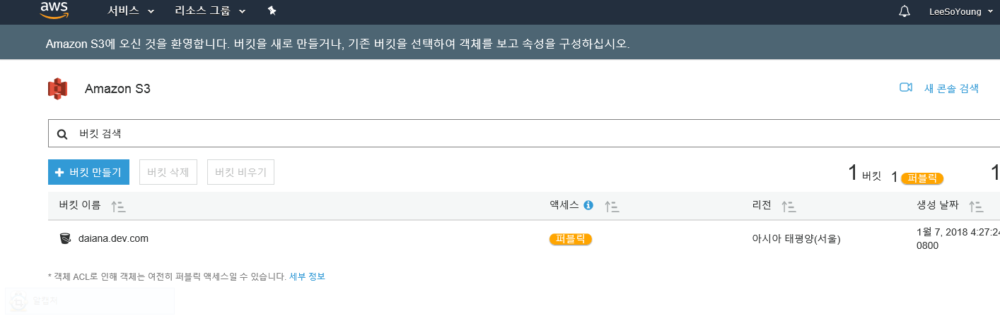 aws 서비스 리소스 그룹 LeeSoYoung
Amazon S3에 오신 것을 환영합니다. 버킷을 새로 만들거나, 기존 버킷을 선택하여 객체를 보고 속성을 구성하십시오.
Amazon S3 새 콘솔 검색
버킷 검색
버킷 만들기 버킷 삭제 버킷 비우기 1 버킷 1 퍼블릭 1
버킷 이름 액세스 리전 생성 날짜
daiana.dev.com 퍼블릭 아시아 태평양(서울) 1월 7, 2018 4:27:24
0800
* 객체 ACL로 인해 객체는 여전히 퍼블릭 액세스일 수 있습니다. 세부 정보
알캡처